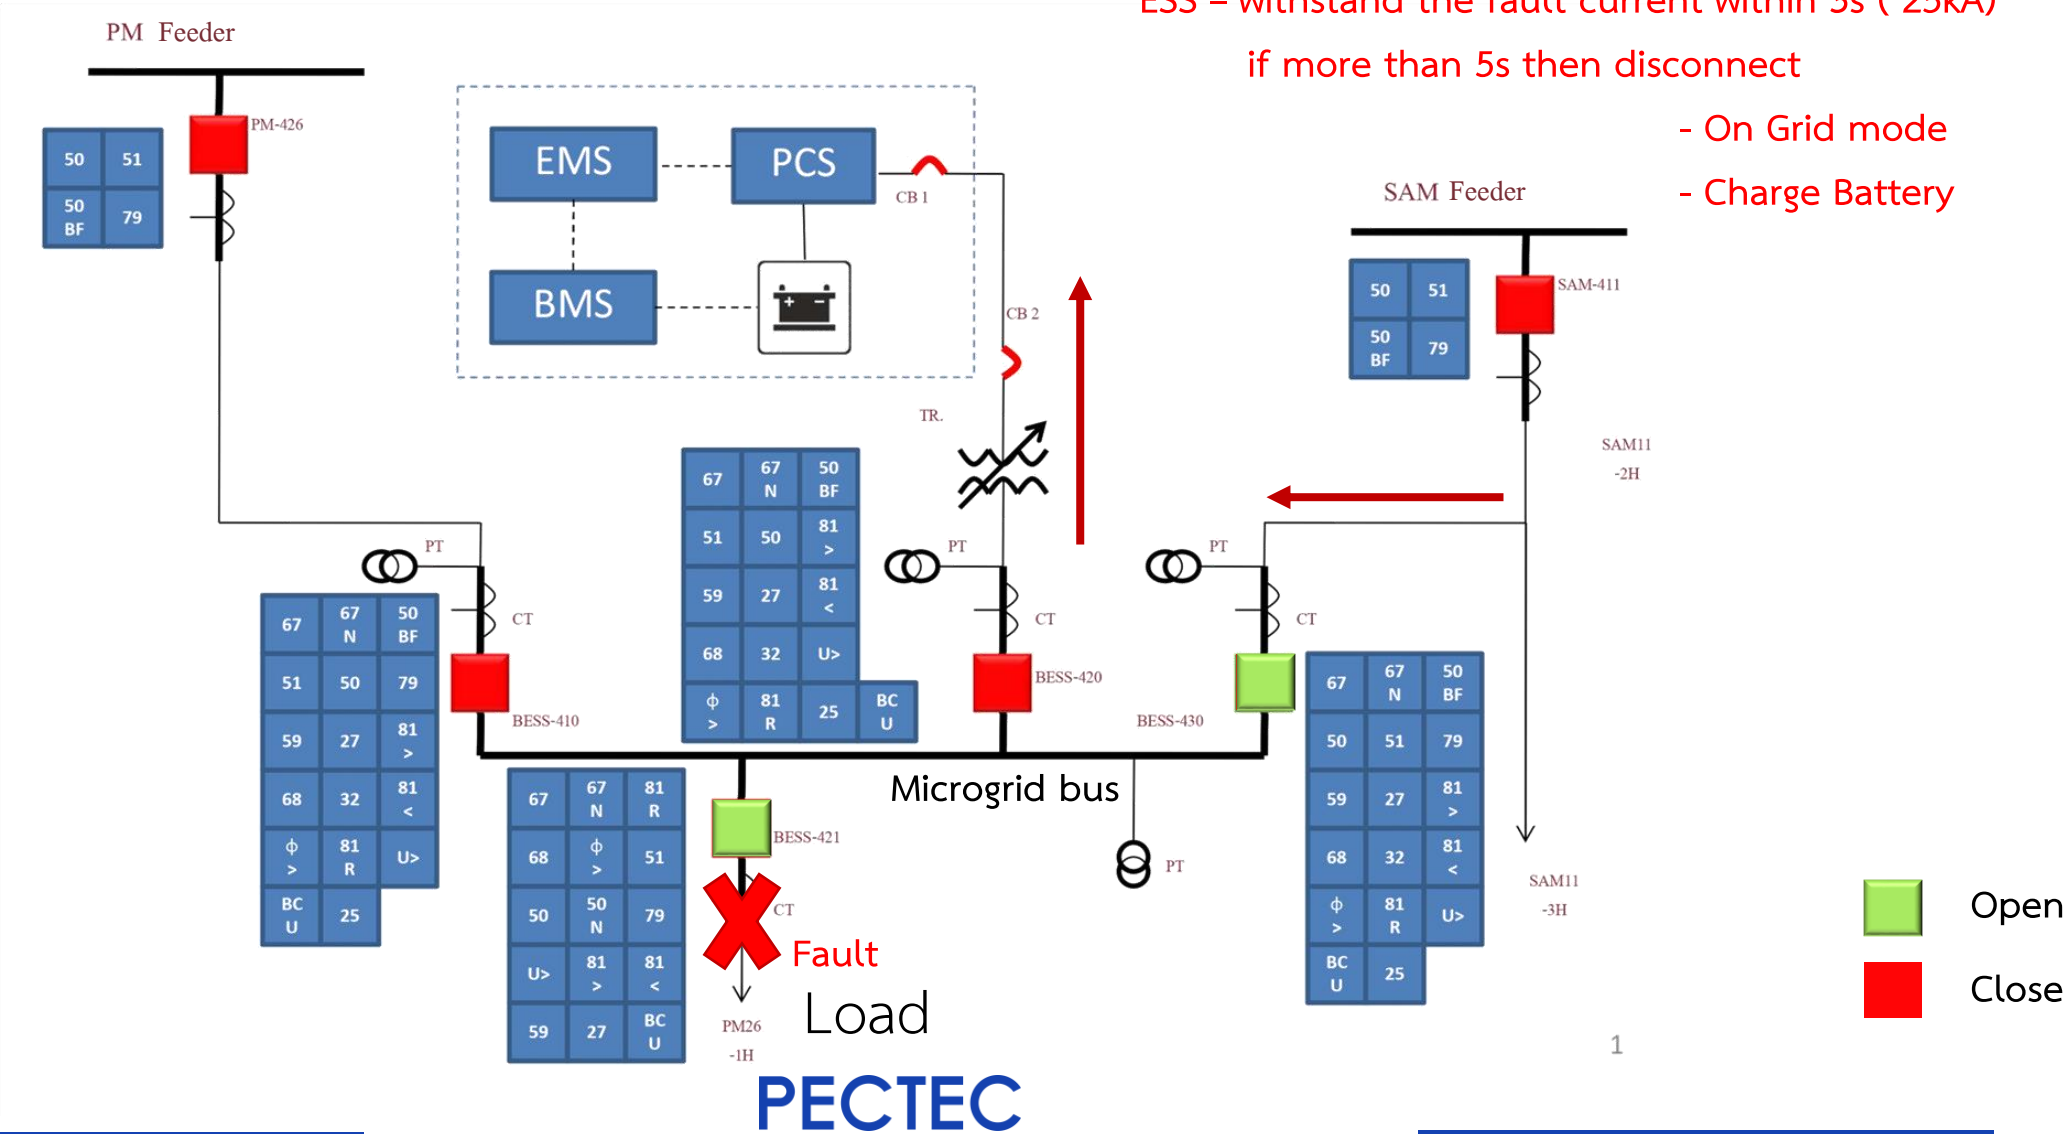 ESS – withstand the fault current within 5s ( 25kA)
if more than 5s then disconnect
- On Grid mode
- Charge Battery
PM Feeder
PM-426
50 51
50 BF 79
EMS
PCS
BMS
+ −
CB 1
CB 2
TR.
SAM Feeder
SAM-411
50 51
50 BF 79
SAM11
-2H
PT
CT
BESS-410
67 67 N 50 BF
51 50 79
59 27 81 >
68 32 81 <
ϕ > 81 R U>
BC U 25
67 67 N 50 BF
51 50 81 >
59 27 81 <
68 32 U>
ϕ > 81 R 25 BC U
PT
CT
BESS-420
PT
CT
BESS-430
67 67 N 50 BF
50 51 79
59 27 81 >
68 32 81 <
ϕ > 81 R U>
BC U 25
Microgrid bus
67 67 N 81 R
68 ϕ > 51
50 50 N 79
U> 81 > 81 <
59 27 BC U
BESS-421
CT
Fault
Load
PM26
-1H
PT
SAM11
-3H
Open
Close
1
PECTEC